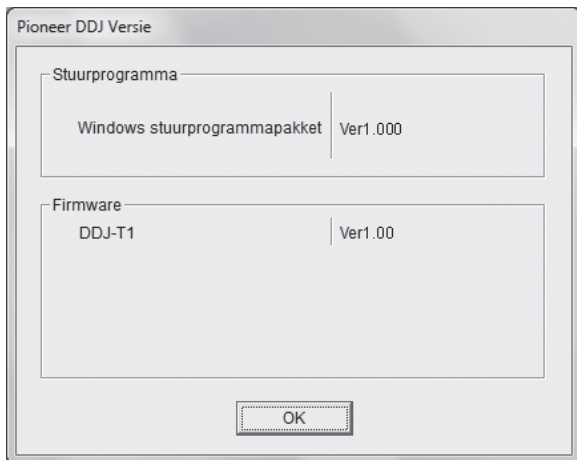 Pioneer DDJ Versie
Stuurprogramma
Windows stuurprogrammapakket Ver1.000
Firmware
DDJ-T1 Ver1.00
OK